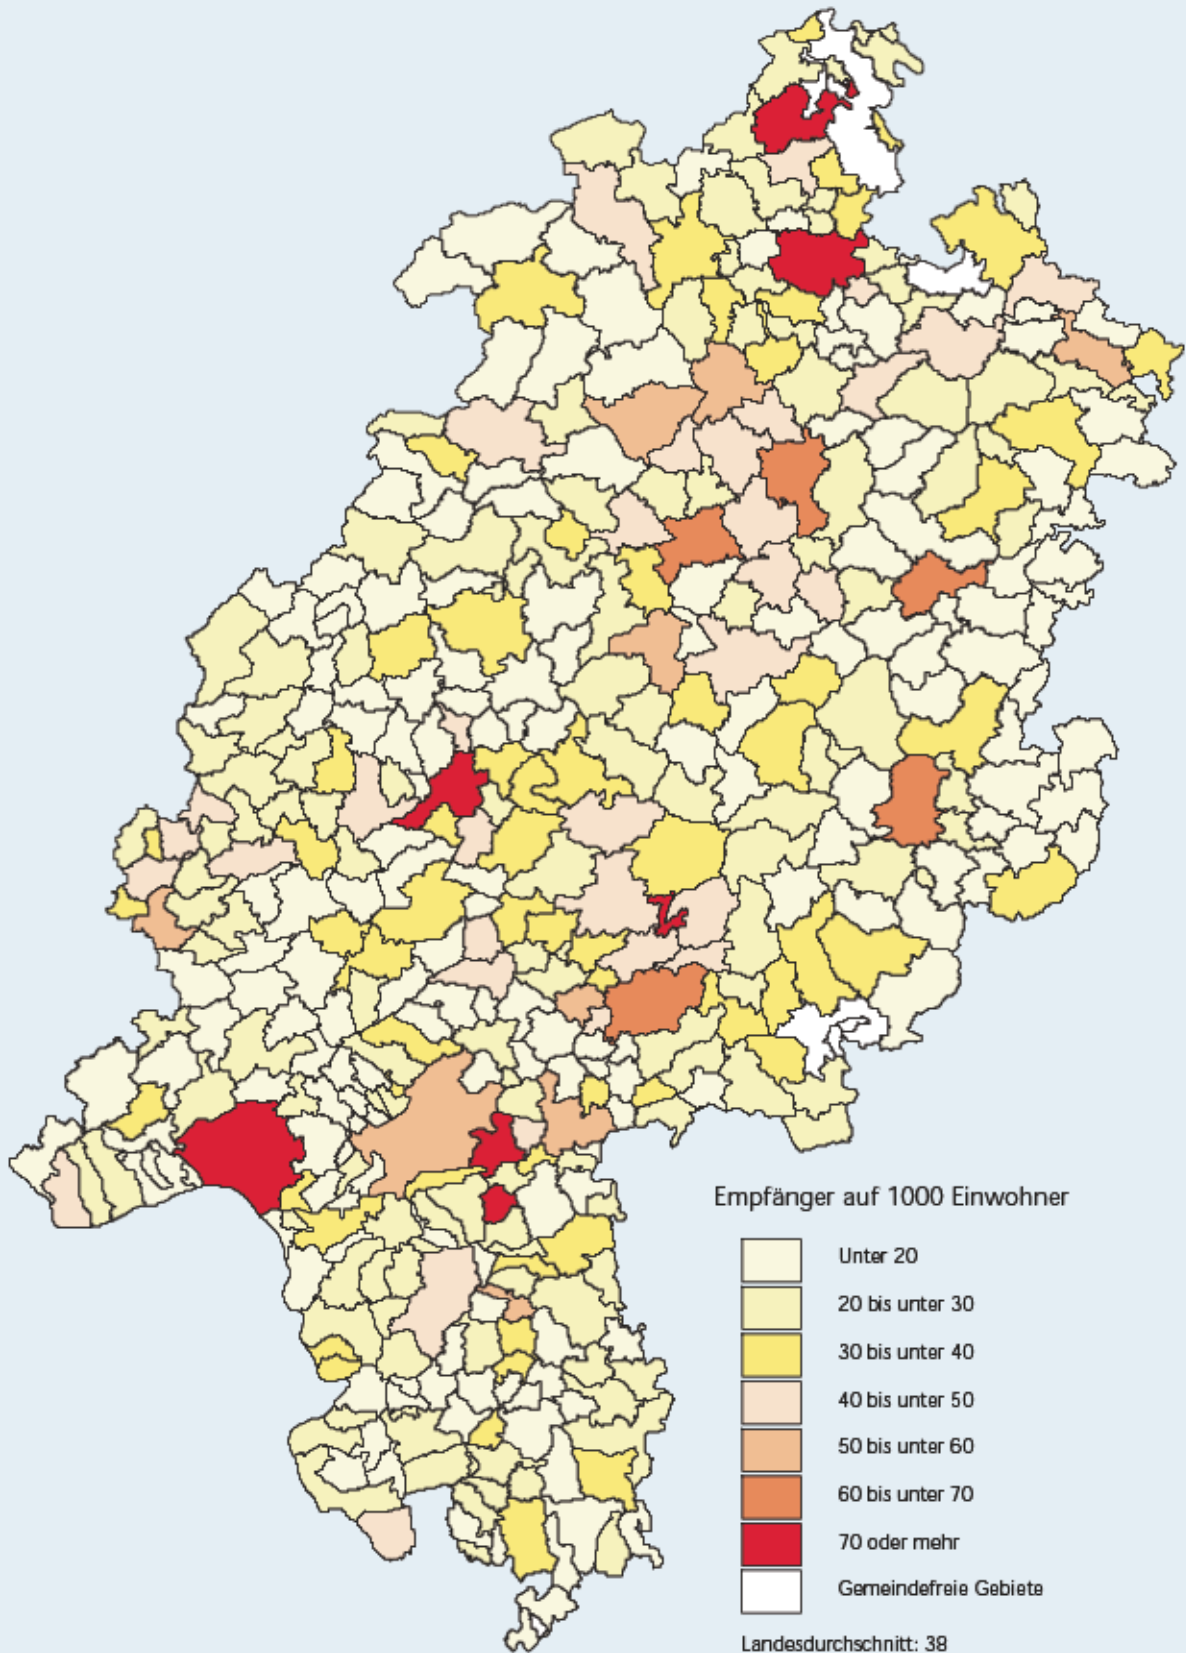 Empfänger auf 1000 Einwohner
Unter 20
20 bis unter 30
30 bis unter 40
40 bis unter 50
50 bis unter 60
60 bis unter 70
70 oder mehr
Gemeindefreie Gebiete
Landesdurchschnitt: 38